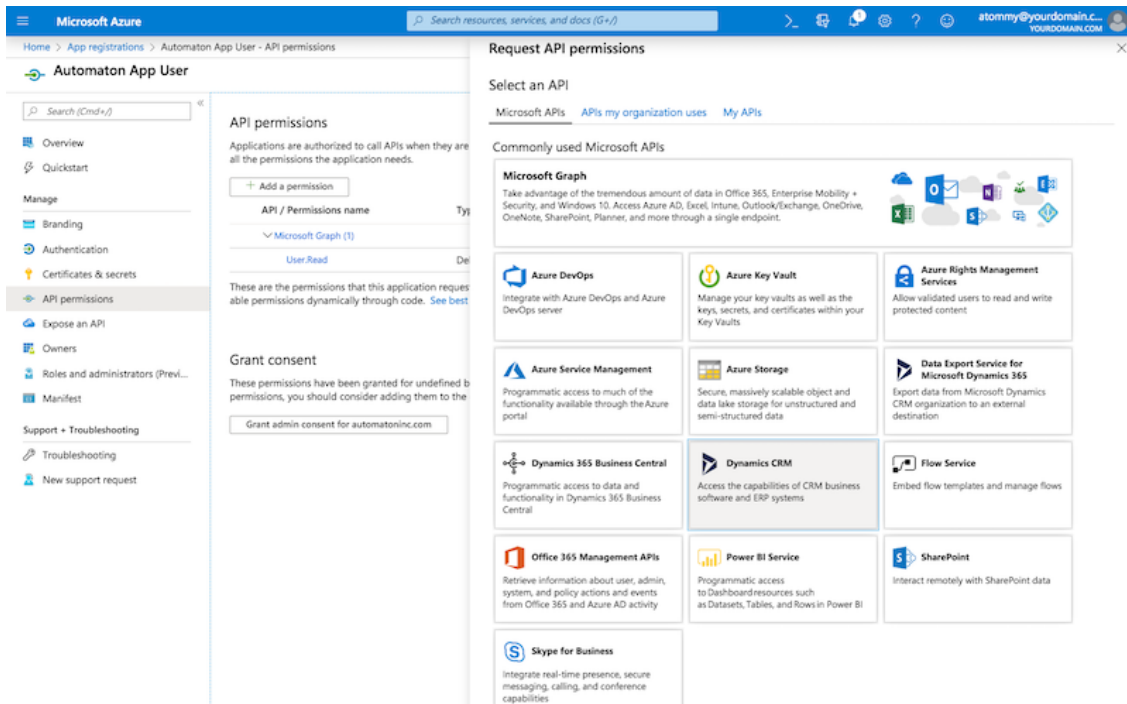 Microsoft Azure
Search resources, services, and docs (G+/)
1
atommy@yourdomain.c...
YOURDOMAIN.COM
Home > App registrations > Automaton App User - API permissions
Automaton App User
Search (Cmd+/)
Overview
Quickstart
Manage
Branding
Authentication
Certificates & secrets
API permissions
Expose an API
Owners
Roles and administrators (Previ...
Manifest
Support + Troubleshooting
Troubleshooting
New support request
API permissions
Applications are authorized to call APIs when they are
all the permissions the application needs.
+ Add a permission
API / Permissions name
Typ
Microsoft Graph (1)
User.Read
De
These are the permissions that this application reques
able permissions dynamically through code. See best
Grant consent
These permissions have been granted for undefined b
permissions, you should consider adding them to the
Grant admin consent for automatoninc.com
Request API permissions
Select an API
Microsoft APIs
APIs my organization uses
My APIs
Commonly used Microsoft APIs
Microsoft Graph
Take advantage of the tremendous amount of data in Office 365, Enterprise Mobility +
Security, and Windows 10. Access Azure AD, Excel, Intune, Outlook/Exchange, OneDrive,
OneNote, SharePoint, Planner, and more through a single endpoint.
Azure DevOps
Integrate with Azure DevOps and Azure
DevOps server
Azure Key Vault
Manage your key vaults as well as the
keys, secrets, and certificates within your
Key Vaults
Azure Rights Management
Services
Allow validated users to read and write
protected content
Azure Service Management
Programmatic access to much of the
functionality available through the Azure
portal
Azure Storage
Secure, massively scalable object and
data lake storage for unstructured and
semi-structured data
Data Export Service for
Microsoft Dynamics 365
Export data from Microsoft Dynamics
CRM organization to an external
destination
Dynamics 365 Business Central
Programmatic access to data and
functionality in Dynamics 365 Business
Central
Dynamics CRM
Access the capabilities of CRM business
software and ERP systems
Flow Service
Embed flow templates and manage flows
Office 365 Management APIs
Retrieve information about user, admin,
system, and policy actions and events
from Office 365 and Azure AD activity
Power BI Service
Programmatic access
to Dashboard resources such
as Datasets, Tables, and Rows in Power BI
SharePoint
Interact remotely with SharePoint data
Skype for Business
Integrate real-time presence, secure
messaging, calling, and conference
capabilities